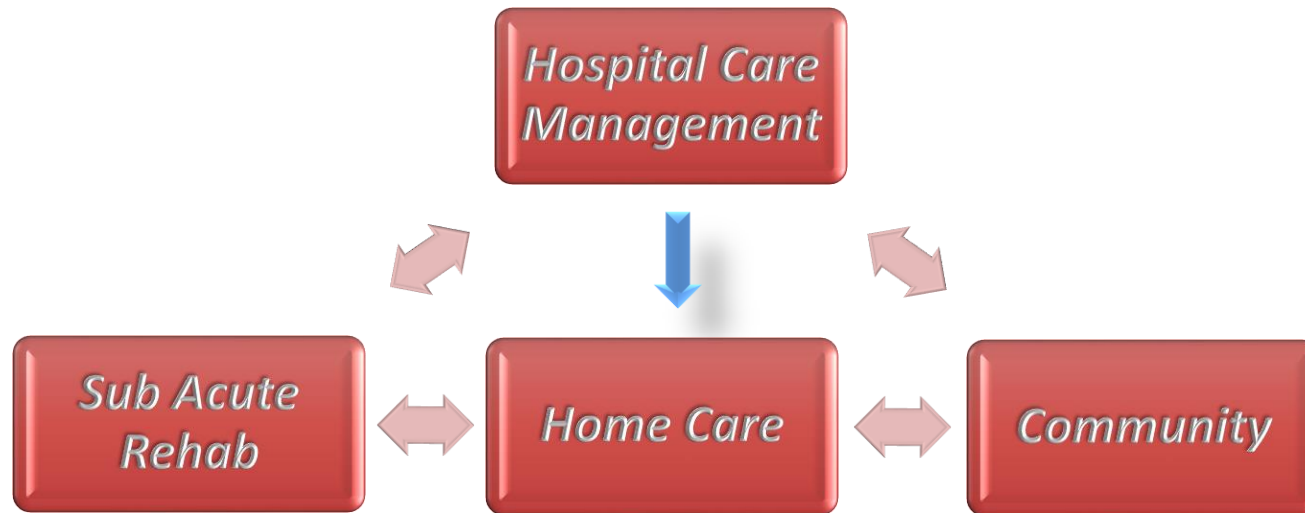 Hospital Care
Management
Sub Acute
Rehab
Home Care
Community